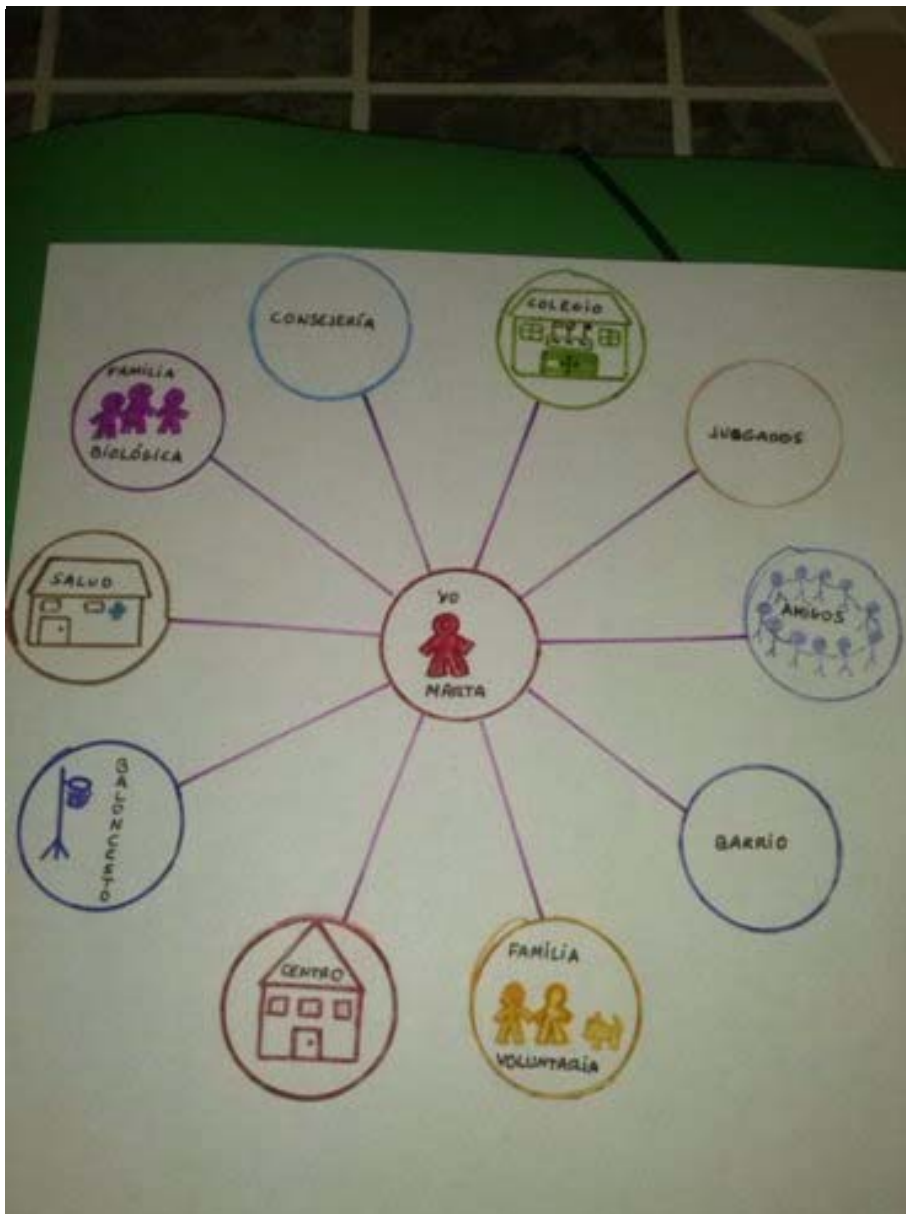 CONSEJERÍA
COLEGIO
FAMILIA
BIOLÓGICA
JUZGADOS
SALUD
YO
MARTA
AMIGOS
BALONCESTO
BARRIO
CENTRO
FAMILIA
VOLUNTARIA